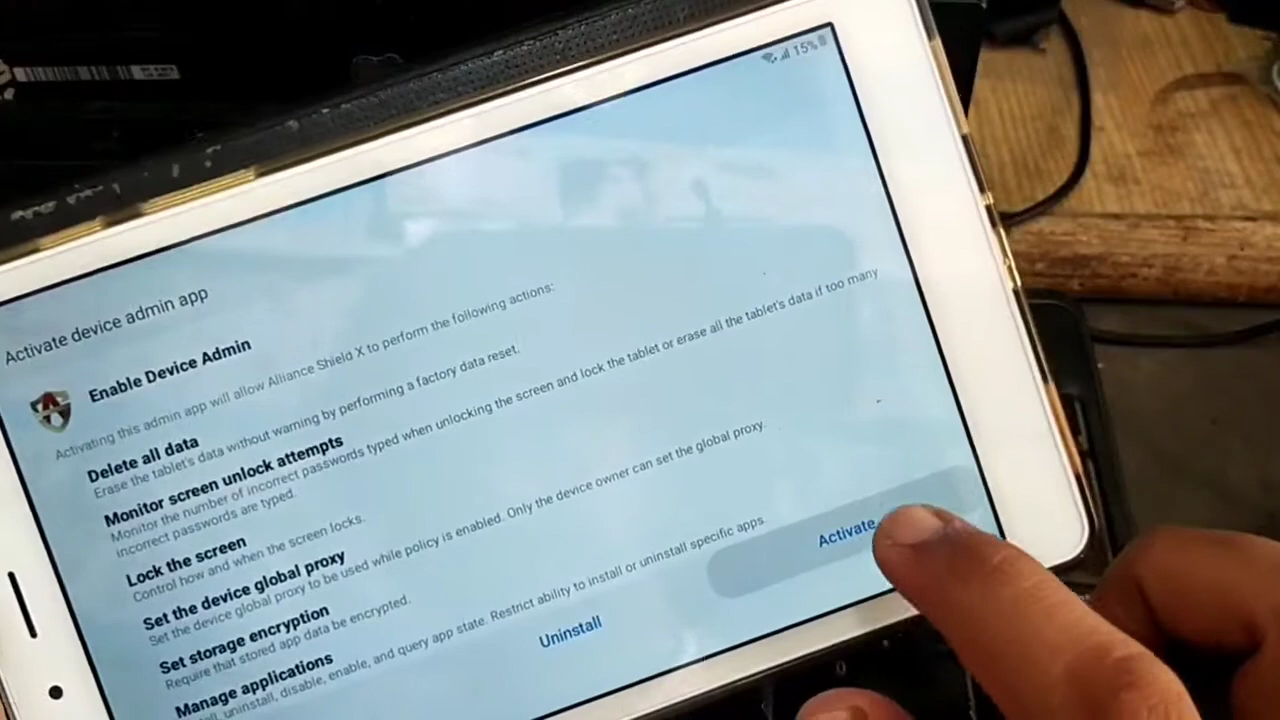 15%
Activate device admin app
Enable Device Admin
Activating this admin app will allow Alliance Shield X to perform the following actions:
Delete all data
Erase the tablet's data without warning by performing a factory data reset.
Monitor screen unlock attempts
Monitor the number of incorrect passwords typed when unlocking the screen and lock the tablet or erase all the tablet's data if too many
incorrect passwords are typed.
Lock the screen
Control how and when the screen locks.
Set the device global proxy
Set the device global proxy to be used while policy is enabled. Only the device owner can set the global proxy.
Set storage encryption
Require that stored app data be encrypted.
Manage applications
uninstall, disable, enable, and query app state. Restrict ability to install or uninstall specific apps.
Uninstall
Activate